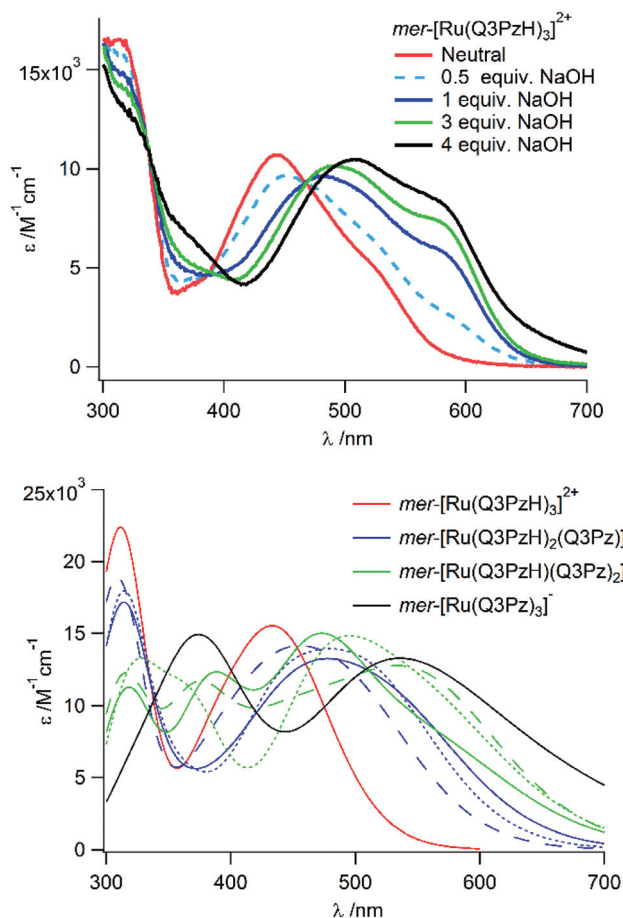 mer-[Ru(Q3PzH)₃]²⁺
Neutral
0.5 equiv. NaOH
1 equiv. NaOH
3 equiv. NaOH
4 equiv. NaOH
15x10³
10
5
0
ε /M⁻¹ cm⁻¹
300 400 500 600 700
λ /nm
25x10³
20
15
10
5
0
ε /M⁻¹ cm⁻¹
mer-[Ru(Q3PzH)₃]²⁺
mer-[Ru(Q3PzH)₂(Q3Pz)]
mer-[Ru(Q3PzH)(Q3Pz)₂]
mer-[Ru(Q3Pz)₃]⁻
300 400 500 600 700
λ /nm